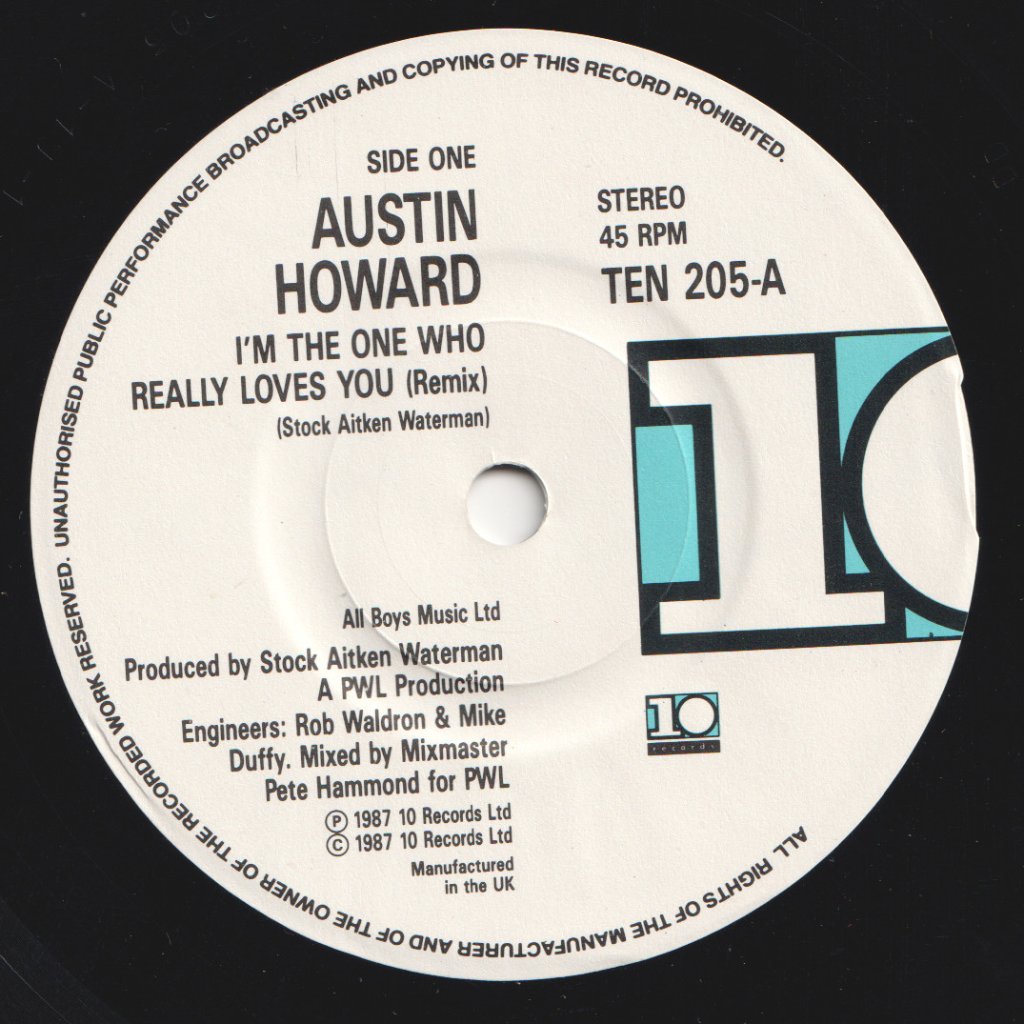 ALL RIGHTS OF THE MANUFACTURER AND OF THE OWNER OF THE RECORDED WORK RESERVED. UNAUTHORISED PUBLIC PERFORMANCE BROADCASTING AND COPYING OF THIS RECORD PROHIBITED.
SIDE ONE
AUSTIN
HOWARD
I'M THE ONE WHO
REALLY LOVES YOU (Remix)
(Stock Aitken Waterman)
STEREO
45 RPM
TEN 205-A
10
All Boys Music Ltd
Produced by Stock Aitken Waterman
A PWL Production
Engineers: Rob Waldron & Mike
Duffy. Mixed by Mixmaster
Pete Hammond for PWL
Ⓟ 1987 10 Records Ltd
© 1987 10 Records Ltd
Manufactured
in the UK
10
records